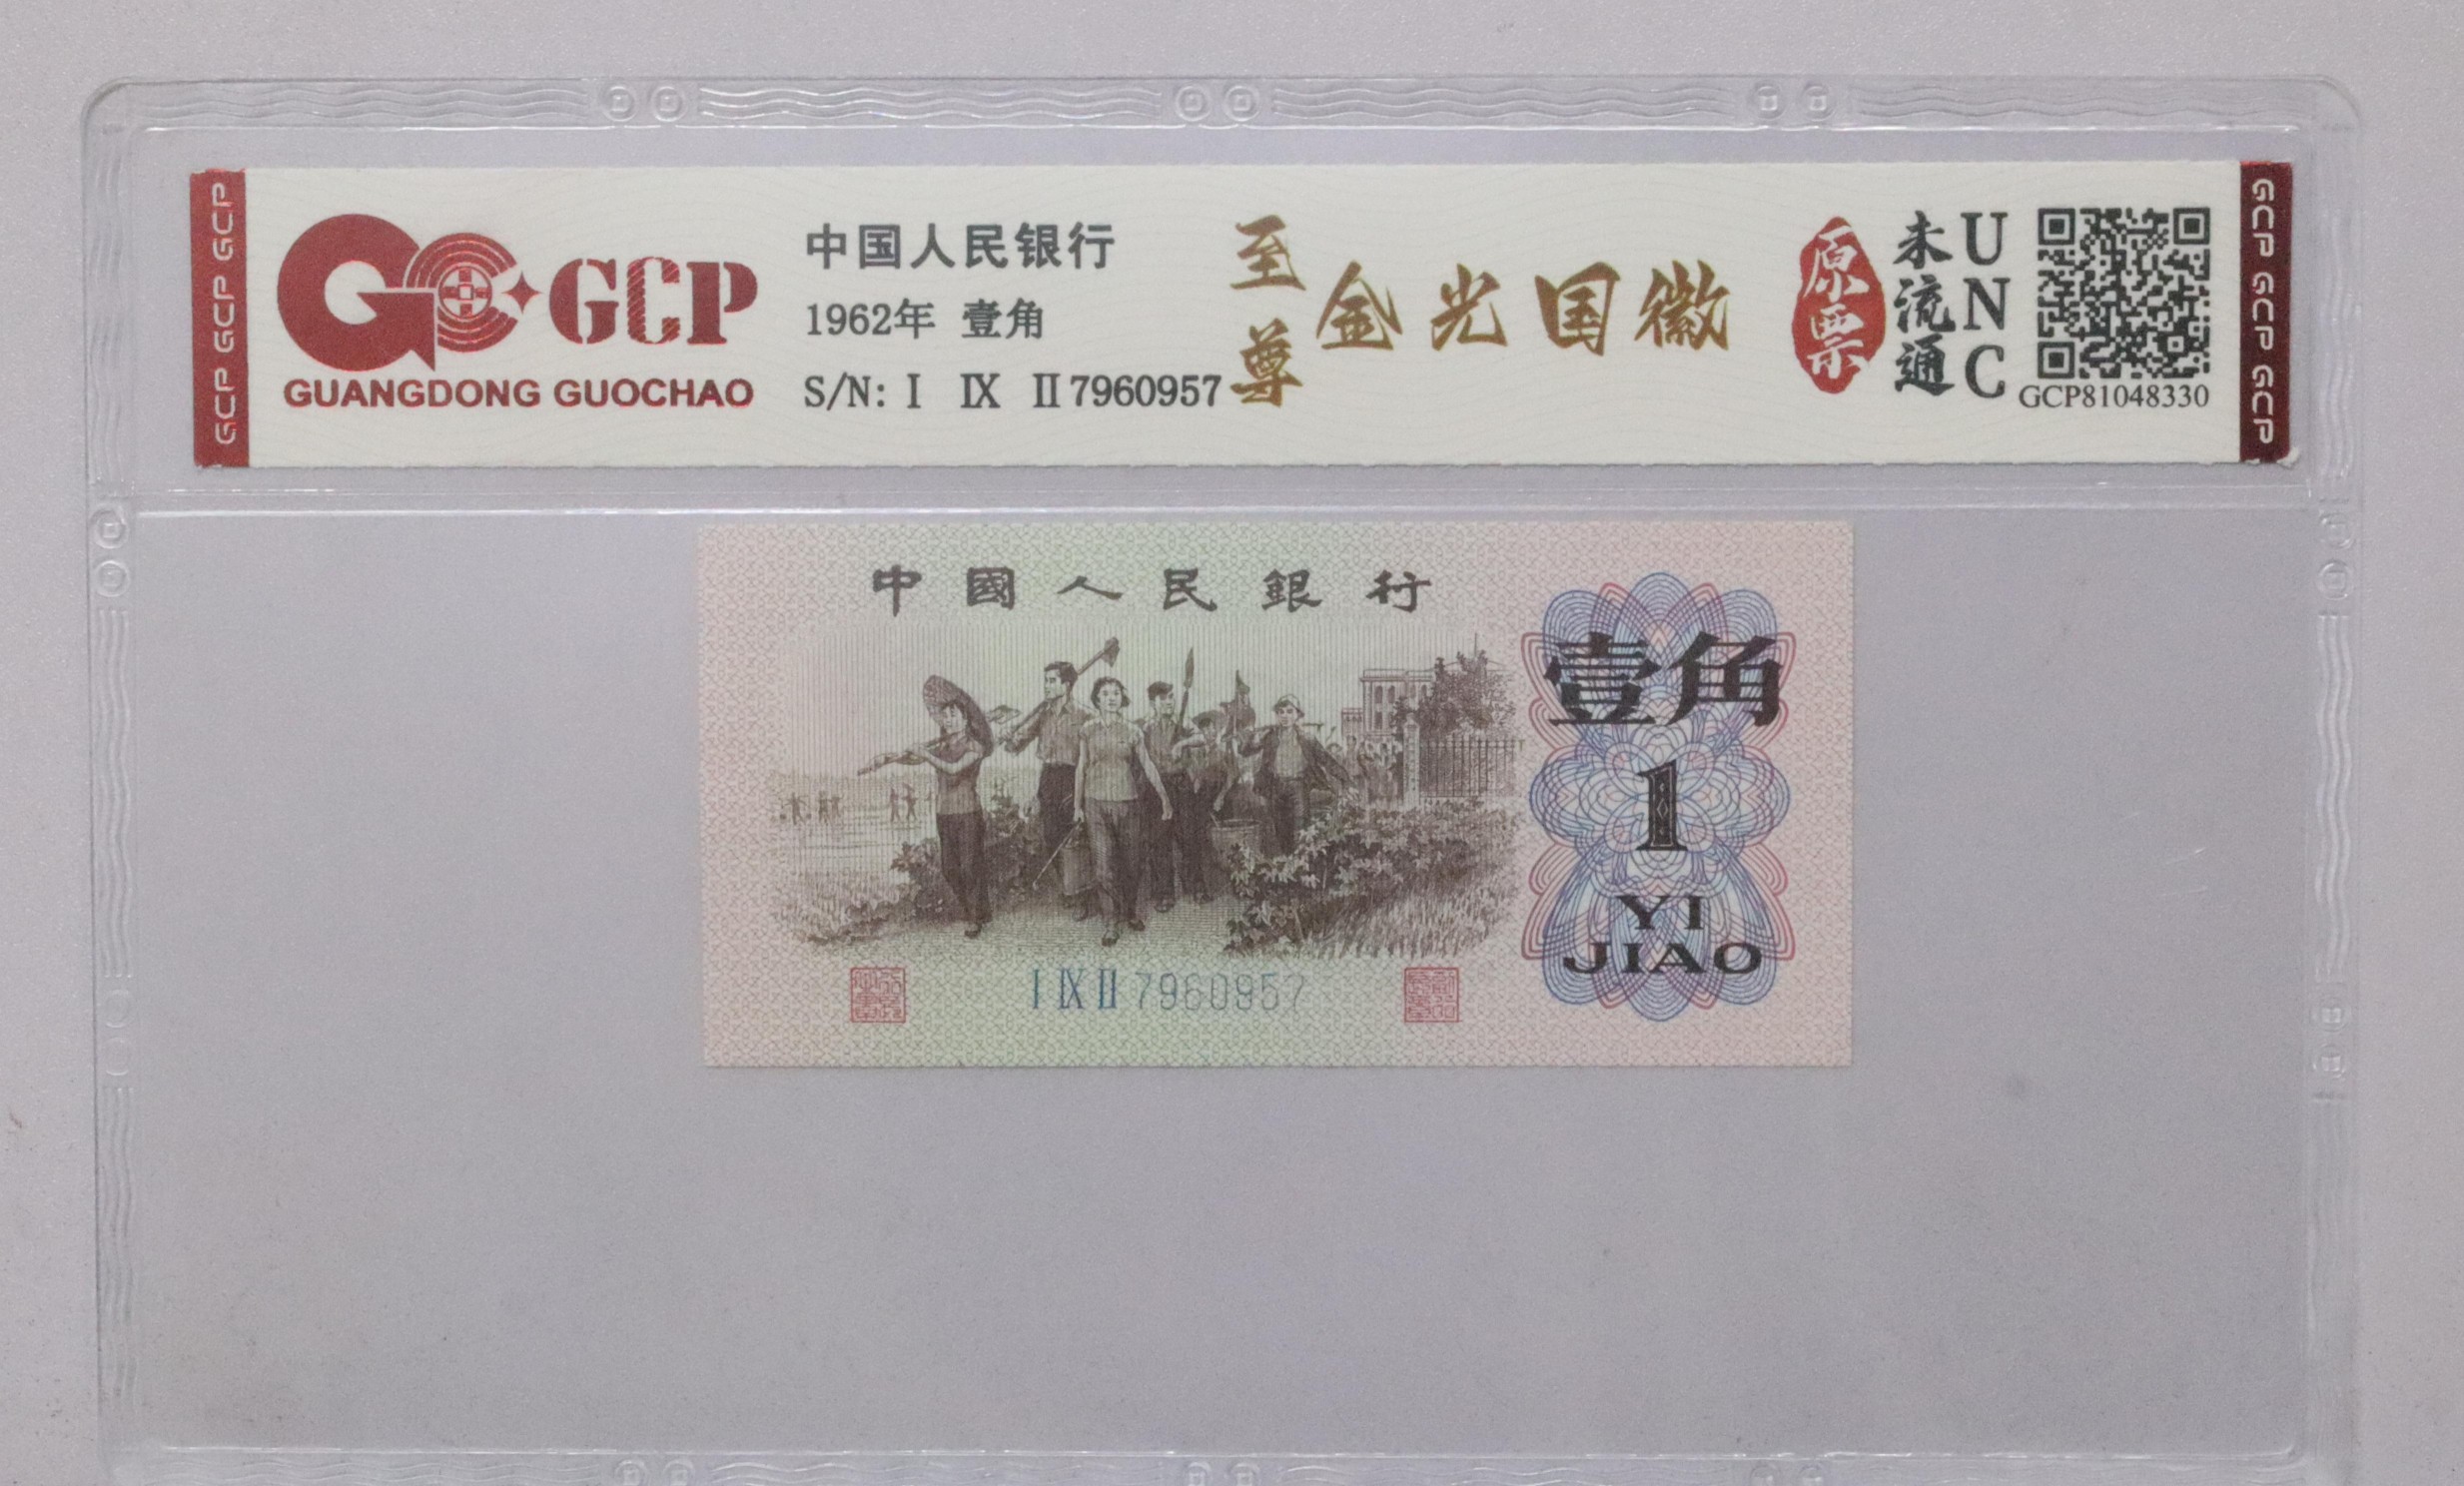 GCP GCP GCP
GCP
GUANGDONG GUOCHAO
中国人民银行
1962年 壹角
S/N: I IX II 7960957
至尊
金光国徽
原票
未流通
UNC
GCP81048330
GCP GCP GCP
中國人民銀行
壹角
1
YI
JIAO
I IX II 7960957